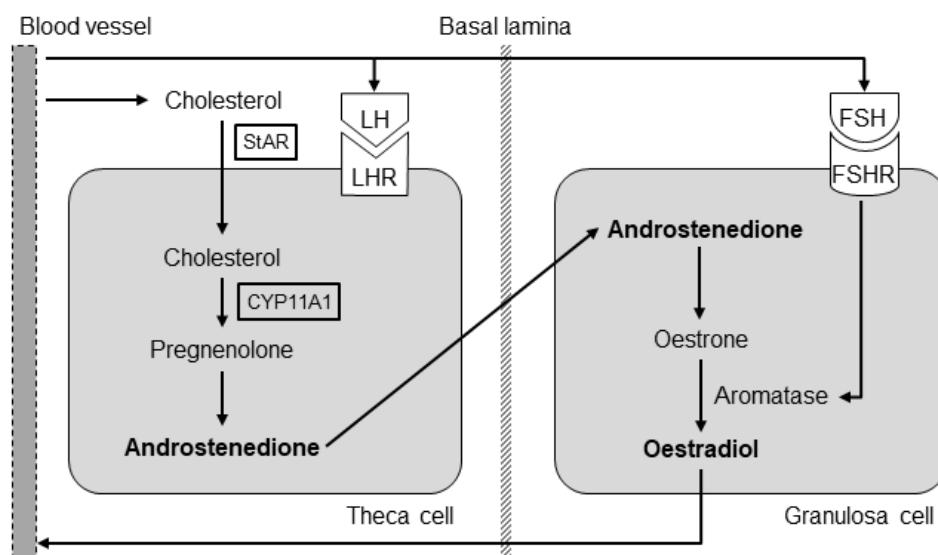 Blood vessel
Basal lamina
Cholesterol
StAR
LH
LHR
FSH
FSHR
Cholesterol
CYP11A1
Pregnenolone
Androstenedione
Androstenedione
Oestrone
Aromatase
Oestradiol
Theca cell
Granulosa cell